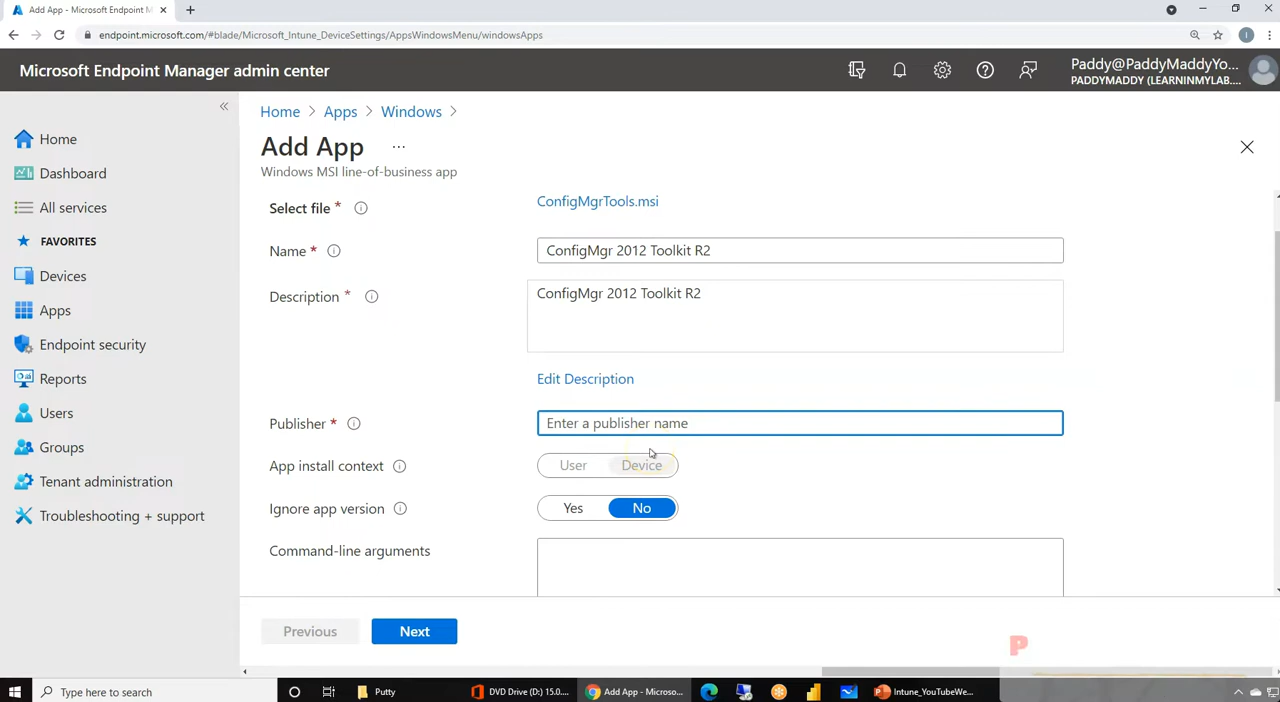 Add App - Microsoft Endpoint M
endpoint.microsoft.com/#blade/Microsoft_Intune_DeviceSettings/AppsWindowsMenu/windowsApps
I
Microsoft Endpoint Manager admin center
Paddy@PaddyMaddyYo...
PADDYMADDY (LEARNINMYLAB....
Home
Dashboard
All services
FAVORITES
Devices
Apps
Endpoint security
Reports
Users
Groups
Tenant administration
Troubleshooting + support
Home > Apps > Windows >
Add App ...
Windows MSI line-of-business app
Select file * ConfigMgrTools.msi
Name * ConfigMgr 2012 Toolkit R2
Description * ConfigMgr 2012 Toolkit R2
Edit Description
Publisher * Enter a publisher name
App install context User Device
Ignore app version Yes No
Command-line arguments
Previous Next
P
Type here to search Putty DVD Drive (D:) 15.0.... Add App - Microso... Intune_YouTubeWe...